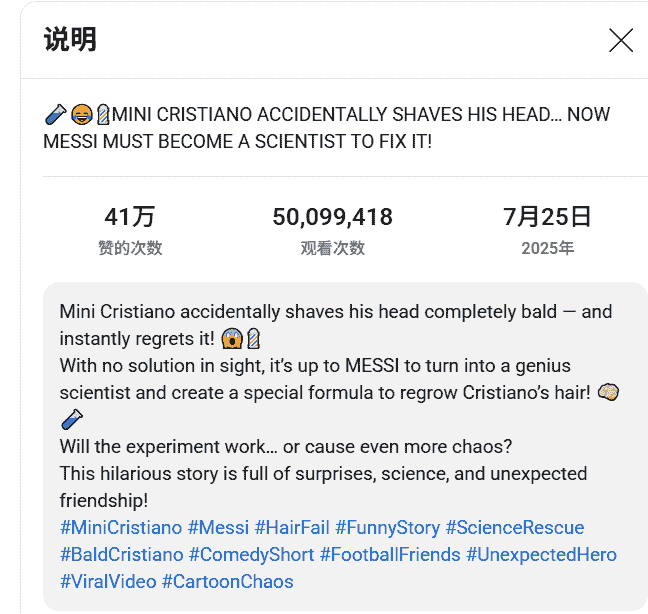 说明
🧪😂💈MINI CRISTIANO ACCIDENTALLY SHAVES HIS HEAD… NOW
MESSI MUST BECOME A SCIENTIST TO FIX IT!
41万 50,099,418 7月25日
赞的次数 观看次数 2025年
Mini Cristiano accidentally shaves his head completely bald — and
instantly regrets it! 😱💈
With no solution in sight, it’s up to MESSI to turn into a genius
scientist and create a special formula to regrow Cristiano’s hair! 🧠
🧪
Will the experiment work… or cause even more chaos?
This hilarious story is full of surprises, science, and unexpected
friendship!
#MiniCristiano #Messi #HairFail #FunnyStory #ScienceRescue
#BaldCristiano #ComedyShort #FootballFriends #UnexpectedHero
#ViralVideo #CartoonChaos